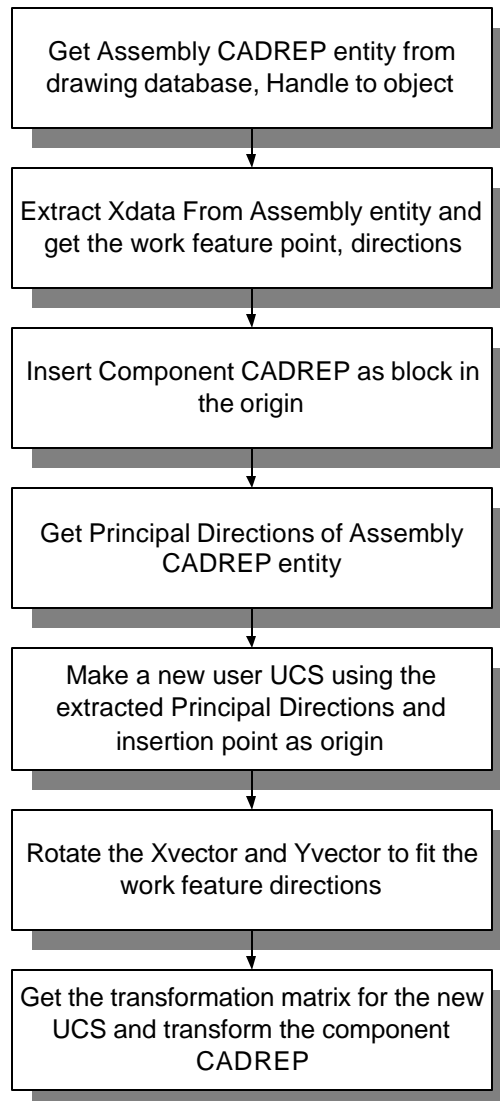 Get Assembly CADREP entity from
drawing database, Handle to object
Extract Xdata From Assembly entity and
get the work feature point, directions
Insert Component CADREP as block in
the origin
Get Principal Directions of Assembly
CADREP entity
Make a new user UCS using the
extracted Principal Directions and
insertion point as origin
Rotate the Xvector and Yvector to fit the
work feature directions
Get the transformation matrix for the new
UCS and transform the component
CADREP